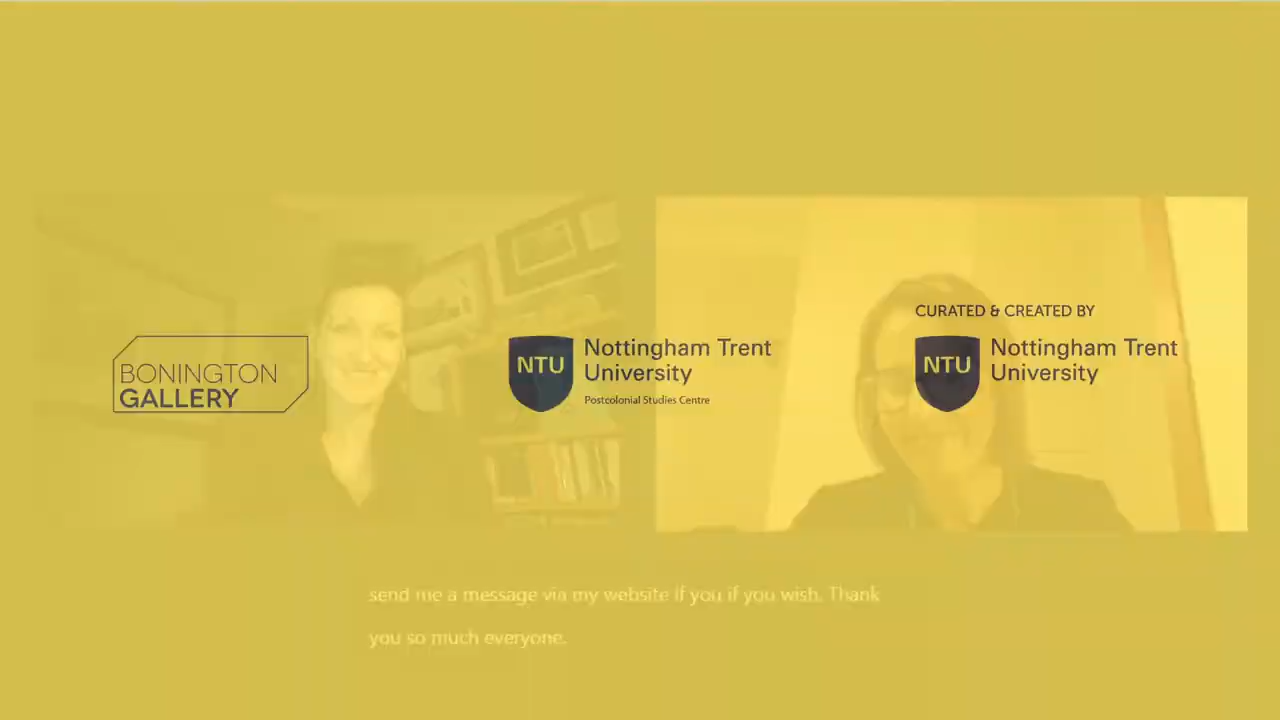 BONINGTON
GALLERY
NTU
Nottingham Trent
University
Postcolonial Studies Centre
CURATED & CREATED BY
NTU
Nottingham Trent
University
send me a message via my website if you if you wish. Thank
you so much everyone.